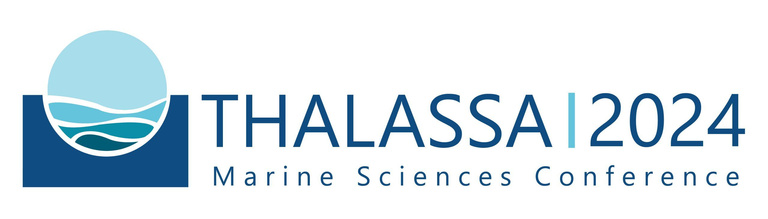 THALASSA | 2024
Marine Sciences Conference